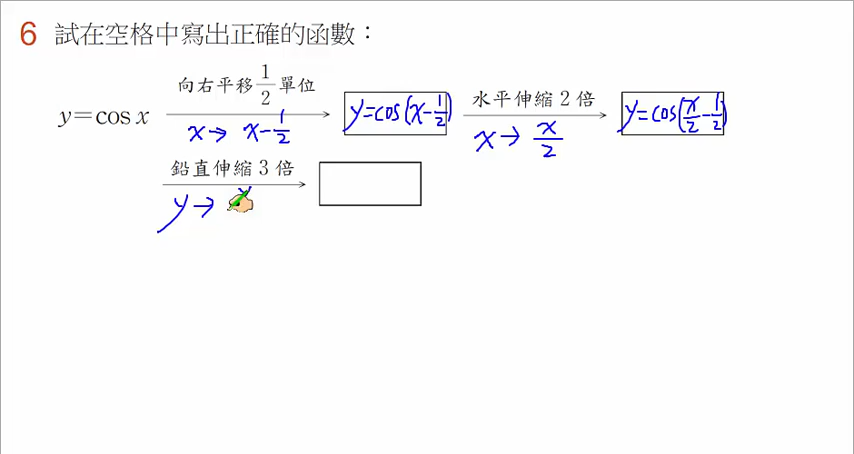 6 試在空格中寫出正確的函數：
y=cos x 向右平移 1/2 單位 y=cos(x-1/2) 水平伸縮 2 倍 y=cos(x/2-1/2)
x→ x-1/2 x→ x/2
鉛直伸縮 3 倍
y→